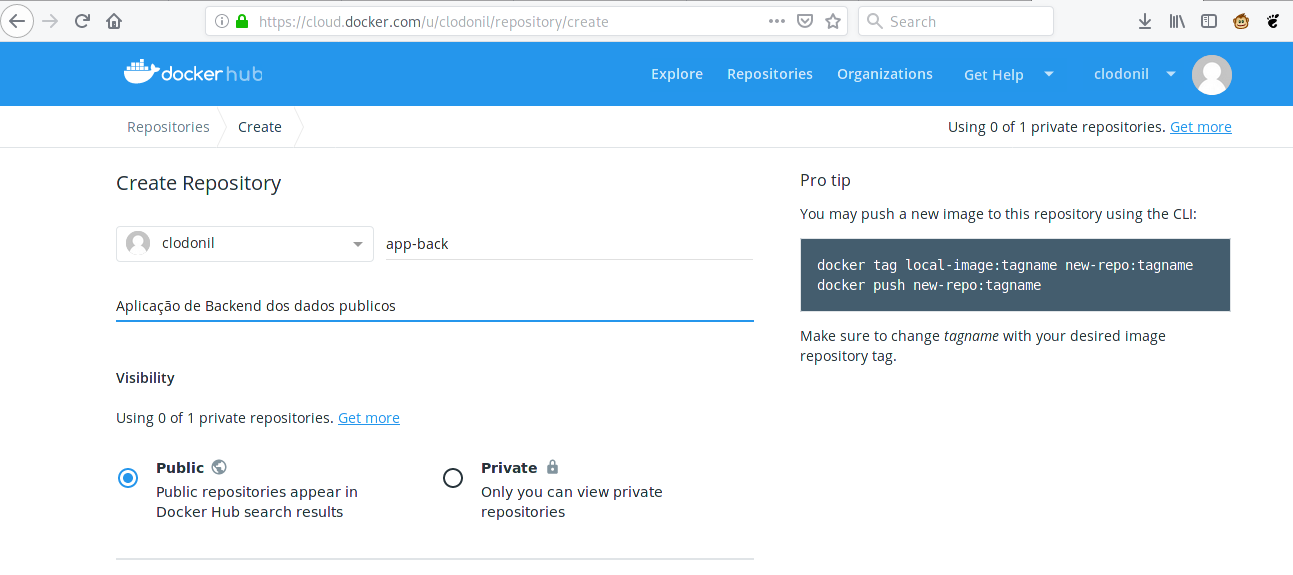 https://cloud.docker.com/u/clodonil/repository/create
Search
docker hub
Explore
Repositories
Organizations
Get Help
clodonil
Repositories
Create
Using 0 of 1 private repositories. Get more
Create Repository
clodonil
app-back
Aplicação de Backend dos dados publicos
Visibility
Using 0 of 1 private repositories. Get more
Public
Public repositories appear in
Docker Hub search results
Private
Only you can view private
repositories
Pro tip
You may push a new image to this repository using the CLI:
docker tag local-image:tagname new-repo:tagname
docker push new-repo:tagname
Make sure to change tagname with your desired image
repository tag.